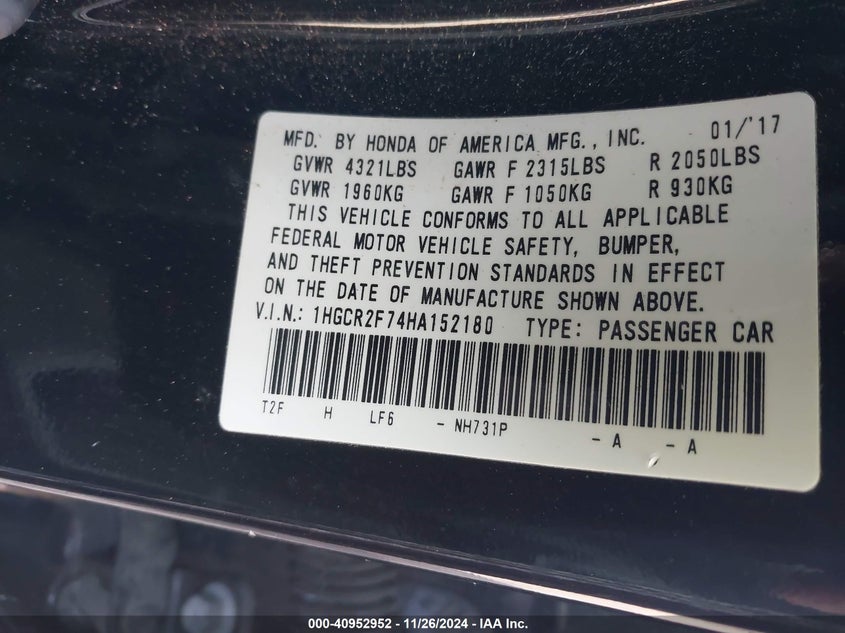 MFD. BY HONDA OF AMERICA MFG., INC. 01/'17
GVWR 4321LBS GAWR F 2315LBS R 2050LBS
GVWR 1960KG GAWR F 1050KG R 930KG
THIS VEHICLE CONFORMS TO ALL APPLICABLE
FEDERAL MOTOR VEHICLE SAFETY, BUMPER,
AND THEFT PREVENTION STANDARDS IN EFFECT
ON THE DATE OF MANUFACTURE SHOWN ABOVE.
V.I.N.: 1HGCR2F74HA152180 TYPE: PASSENGER CAR
T2F H LF6 - NH731P - A - A
000-40952952 - 11/26/2024 - IAA Inc.